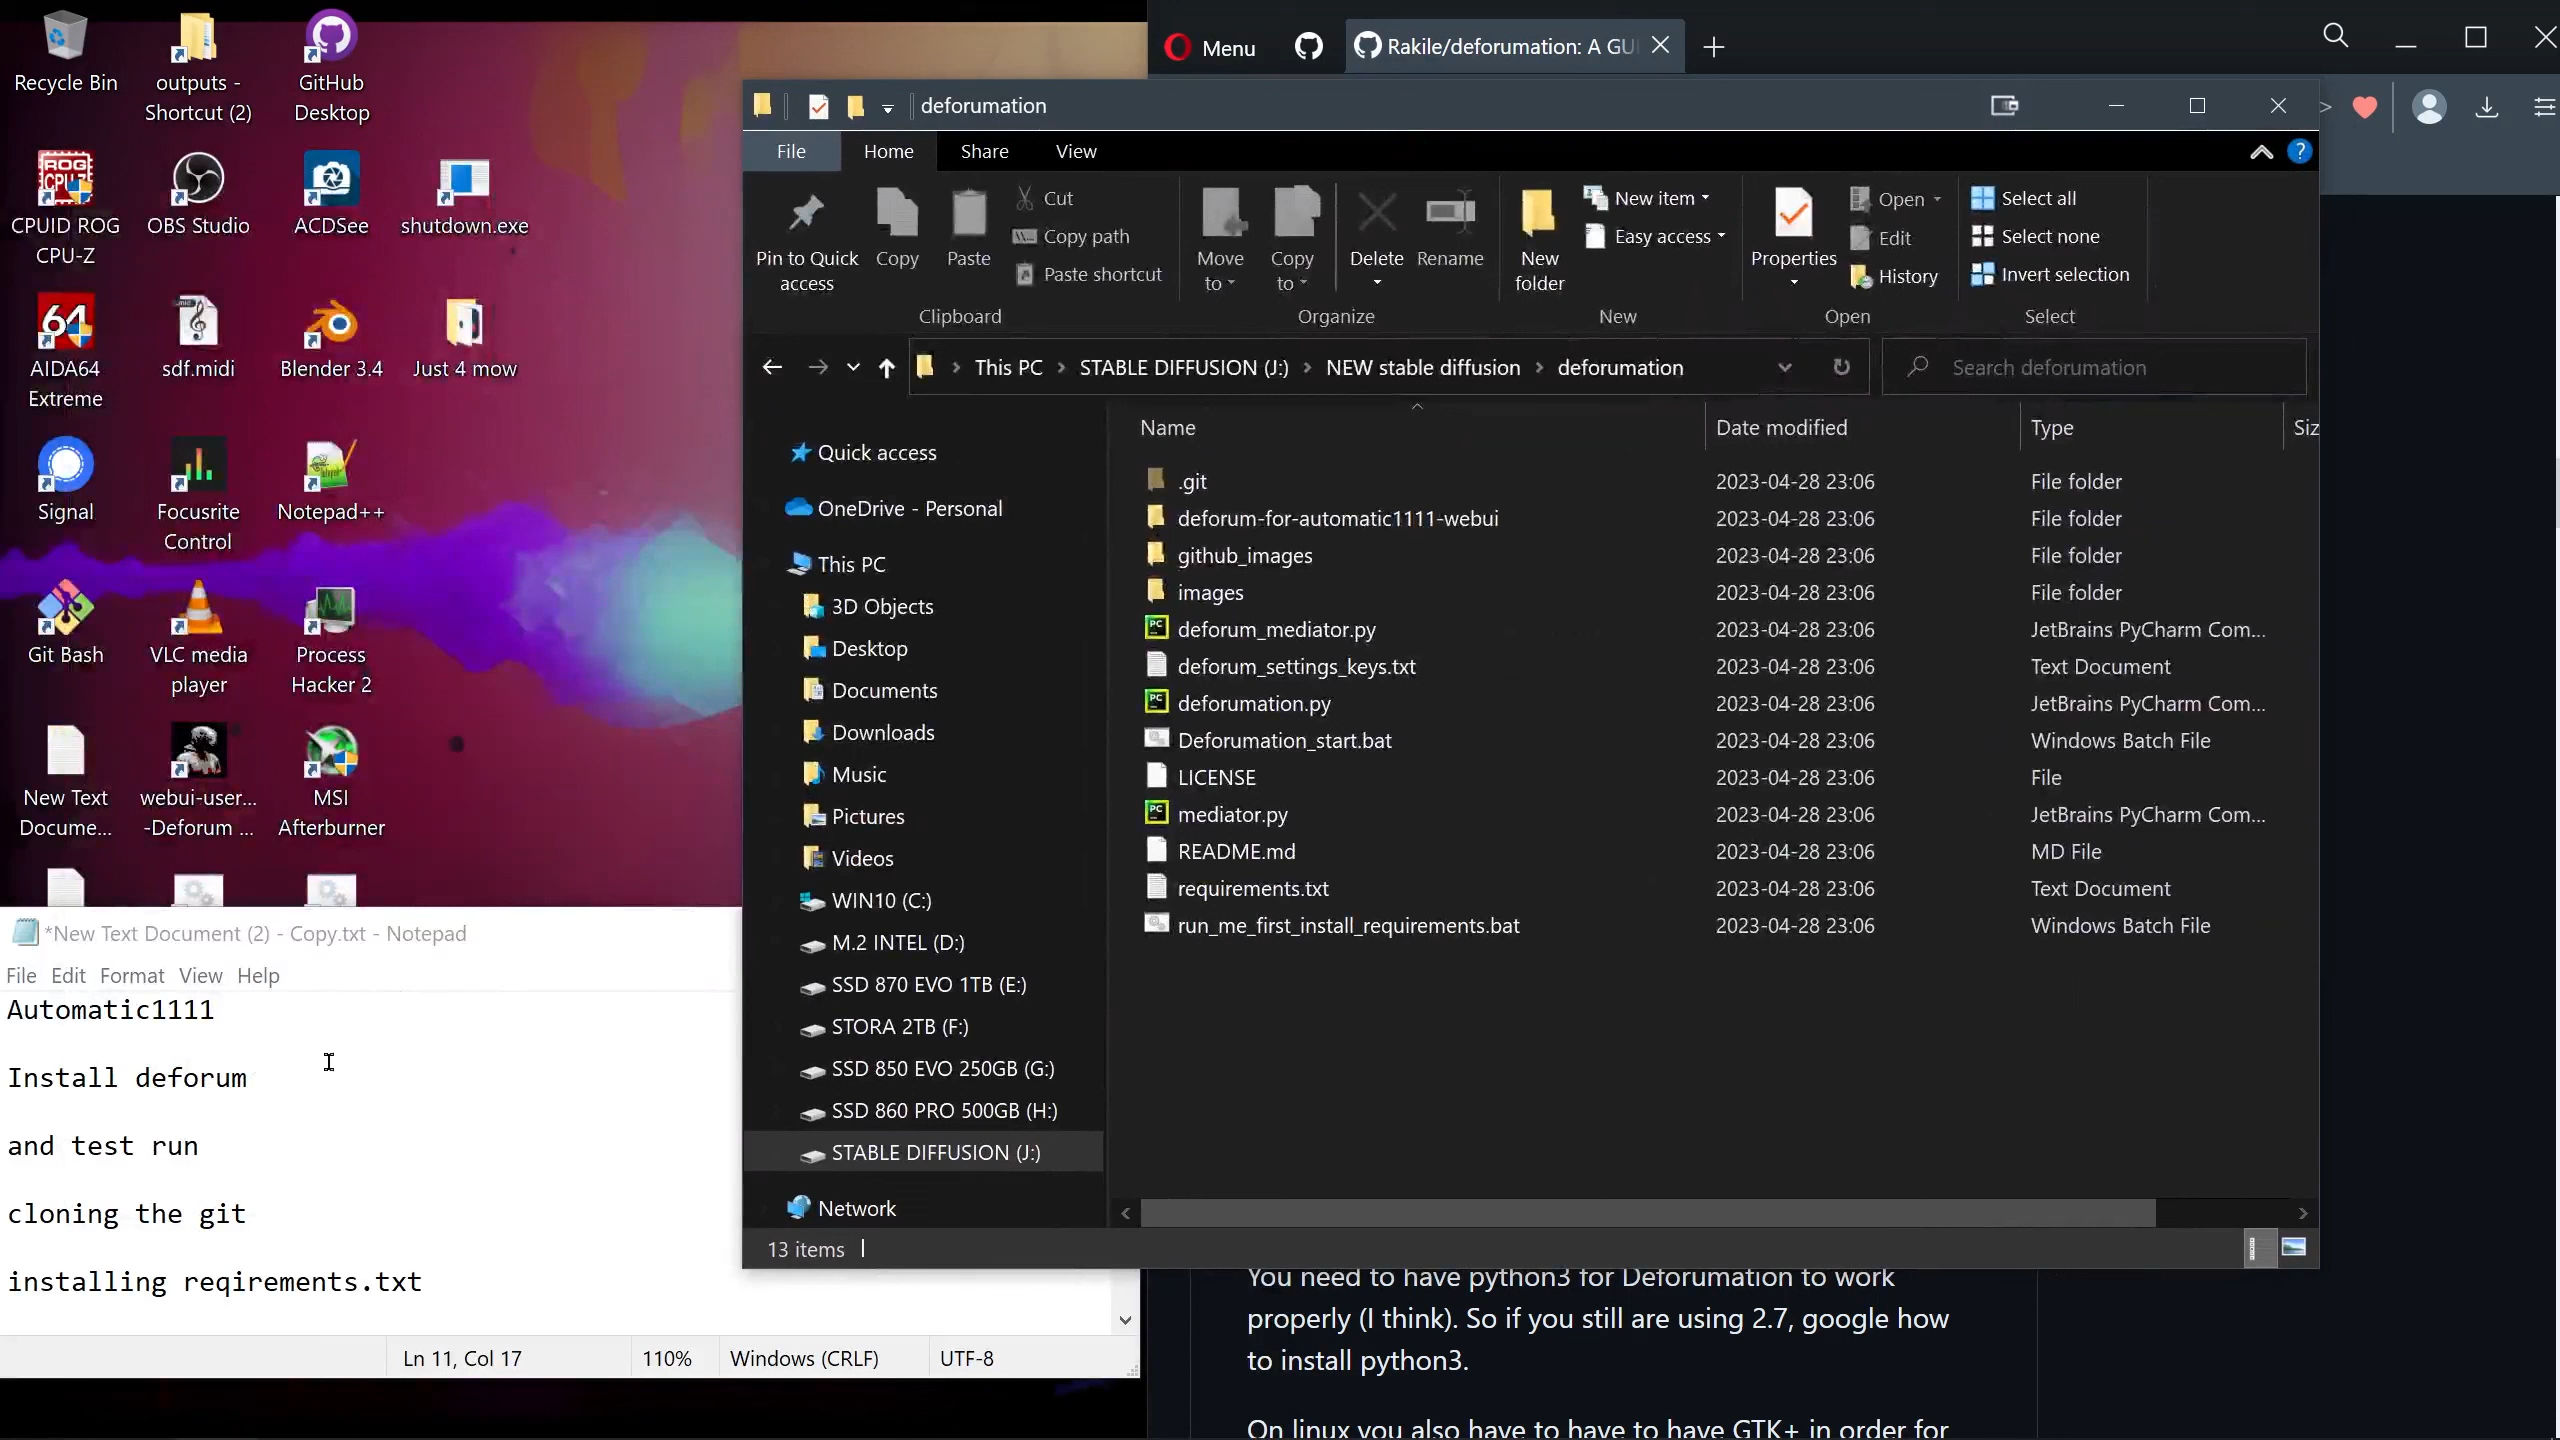 Recycle Bin
outputs -
Shortcut (2)
GitHub
Desktop
CPUID ROG
CPU-Z
OBS Studio
ACDSee
shutdown.exe
AIDA64
Extreme
sdf.midi
Blender 3.4
Just 4 mow
Signal
Focusrite
Control
Notepad++
Git Bash
VLC media
player
Process
Hacker 2
New Text
Docume...
webui-user...
-Deforum ...
MSI
Afterburner
Menu
Rakile/deforumation: A GU
deforumation
File
Home
Share
View
Pin to Quick
access
Copy
Paste
Cut
Copy path
Paste shortcut
Clipboard
Move
to
Copy
to
Delete
Rename
Organize
New
folder
New item
Easy access
New
Properties
Open
Edit
History
Open
Select all
Select none
Invert selection
Select
This PC
STABLE DIFFUSION (J:)
NEW stable diffusion
deforumation
Search deforumation
Quick access
OneDrive - Personal
This PC
3D Objects
Desktop
Documents
Downloads
Music
Pictures
Videos
WIN10 (C:)
M.2 INTEL (D:)
SSD 870 EVO 1TB (E:)
STORA 2TB (F:)
SSD 850 EVO 250GB (G:)
SSD 860 PRO 500GB (H:)
STABLE DIFFUSION (J:)
Network
Name Date modified Type Siz
.git 2023-04-28 23:06 File folder
deforum-for-automatic1111-webui 2023-04-28 23:06 File folder
github_images 2023-04-28 23:06 File folder
images 2023-04-28 23:06 File folder
deforum_mediator.py 2023-04-28 23:06 JetBrains PyCharm Com...
deforum_settings_keys.txt 2023-04-28 23:06 Text Document
deforumation.py 2023-04-28 23:06 JetBrains PyCharm Com...
Deforumation_start.bat 2023-04-28 23:06 Windows Batch File
LICENSE 2023-04-28 23:06 File
mediator.py 2023-04-28 23:06 JetBrains PyCharm Com...
README.md 2023-04-28 23:06 MD File
requirements.txt 2023-04-28 23:06 Text Document
run_me_first_install_requirements.bat 2023-04-28 23:06 Windows Batch File
13 items
*New Text Document (2) - Copy.txt - Notepad
File Edit Format View Help
Automatic1111
Install deforum
and test run
cloning the git
installing reqirements.txt
Ln 11, Col 17
110%
Windows (CRLF)
UTF-8
You need to have python3 for Deforumation to work
properly (I think). So if you still are using 2.7, google how
to install python3.
On linux you also have to have to have GTK+ in order for